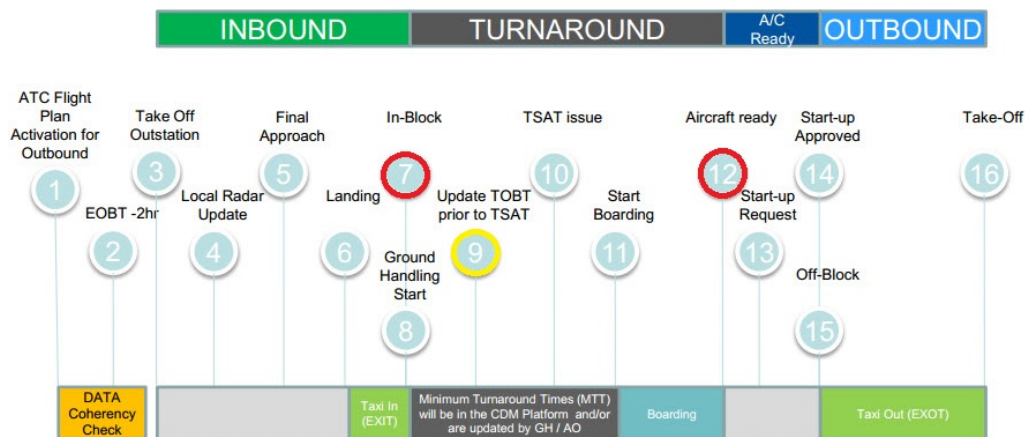 INBOUND
TURNAROUND
A/C
Ready
OUTBOUND
ATC Flight
Plan
Activation for
Outbound
1
EOBT -2hr
2
Take Off
Outstation
3
Local Radar
Update
4
Final
Approach
5
Landing
6
In-Block
7
Ground
Handling
Start
8
Update TOBT
prior to TSAT
9
TSAT issue
10
Start
Boarding
11
Aircraft ready
12
Start-up
Request
13
Start-up
Approved
14
Off-Block
15
Take-Off
16
DATA
Coherency
Check
Taxi In
(EXIT)
Minimum Turnaround Times (MTT)
will be in the CDM Platform and/or
are updated by GH / AO
Boarding
Taxi Out (EXOT)